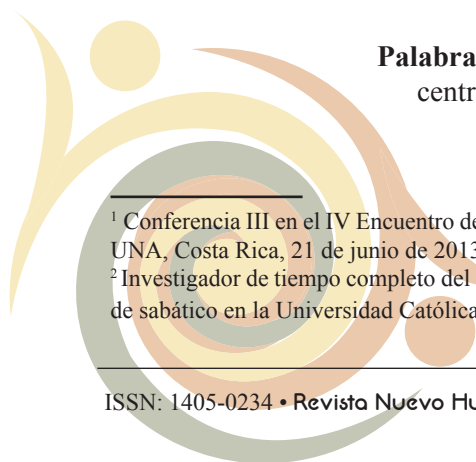 Palabra
centr
¹ Conferencia III en el IV Encuentro de
UNA, Costa Rica, 21 de junio de 2013
² Investigador de tiempo completo del
de sabático en la Universidad Católica
ISSN: 1405-0234 • Revista Nuevo Hu